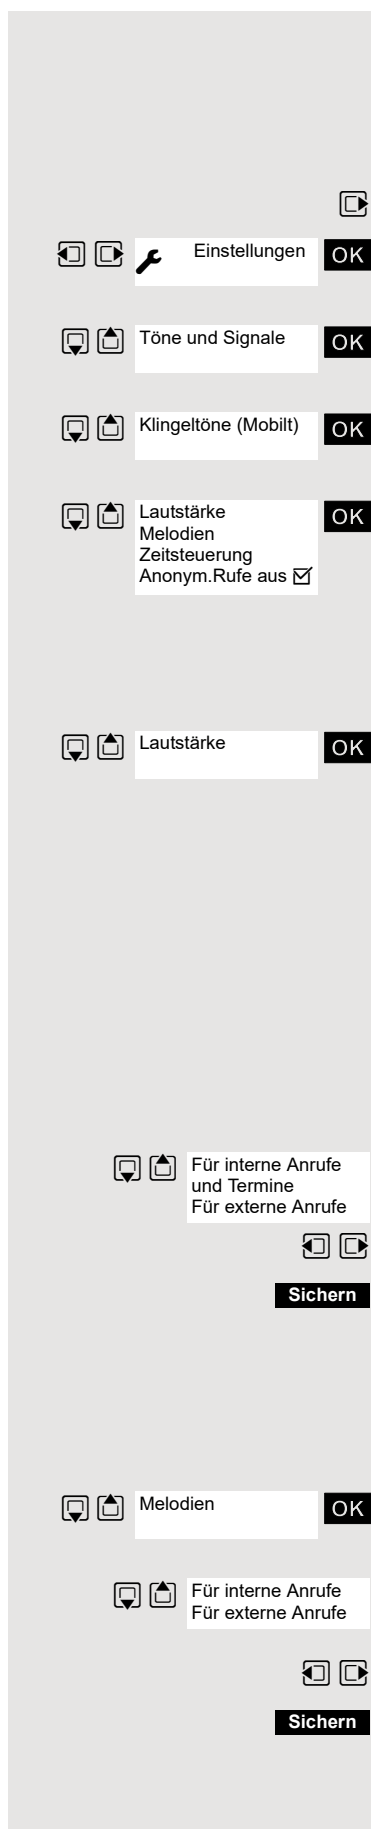 Einstellungen OK
Töne und Signale OK
Klingeltöne (Mobilt) OK
Lautstärke OK
Melodien
Zeitsteuerung
Anonym.Rufe aus
Lautstärke OK
Für interne Anrufe
und Termine
Für externe Anrufe
Sichern
Melodien OK
Für interne Anrufe
Für externe Anrufe
Sichern